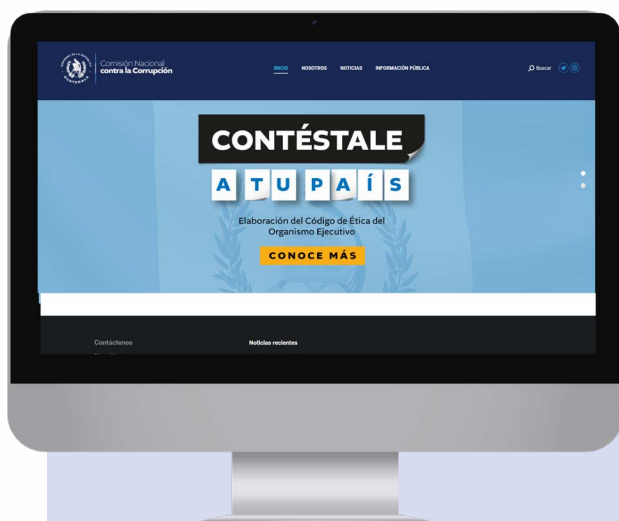 Comisión Nacional
contra la Corrupción
INICIO NOSOTROS NOTICIAS INFORMACIÓN PÚBLICA
Buscar
CONTÉSTALE
A TU PAÍS
Elaboración del Código de Ética del
Organismo Ejecutivo
CONOCE MÁS
Contáctenos
Noticias recientes